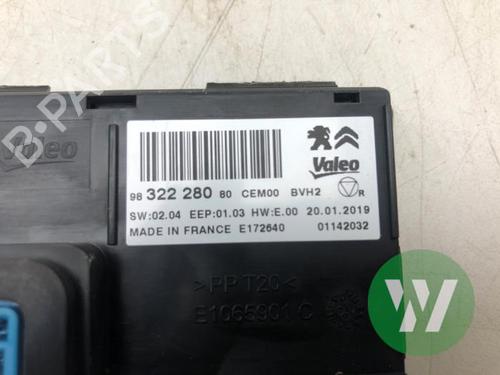 B-PARTS
Valeo
Valeo
98 322 280 80 CEM00 BVH2 R
SW:02.04 EEP:01.03 HW:E.00 20.01.2019
MADE IN FRANCE E172640 01142032
>PP T20<
E1065901 C
W